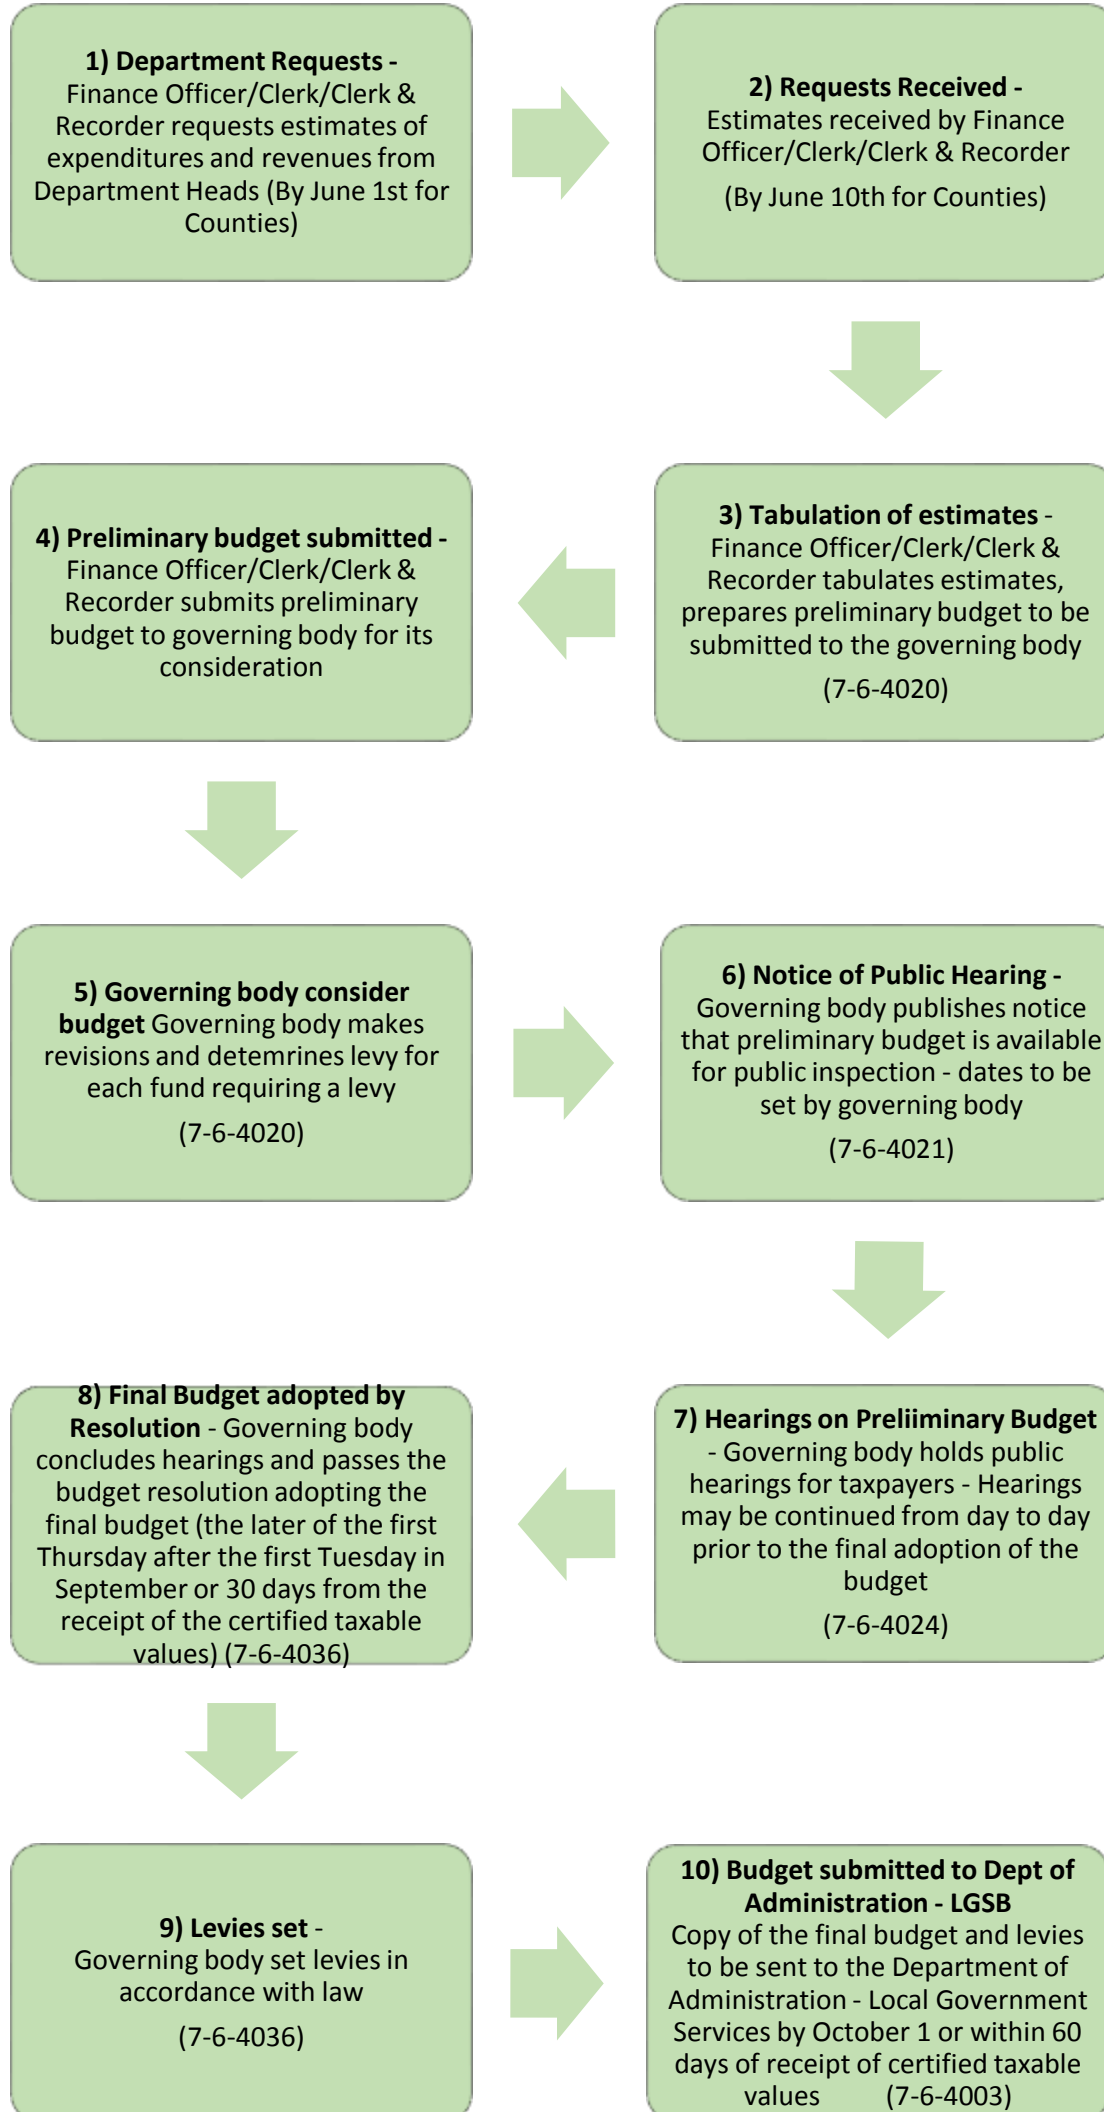 1) Department Requests -
Finance Officer/Clerk/Clerk &
Recorder requests estimates of
expenditures and revenues from
Department Heads (By June 1st for
Counties)
2) Requests Received -
Estimates received by Finance
Officer/Clerk/Clerk & Recorder
(By June 10th for Counties)
3) Tabulation of estimates -
Finance Officer/Clerk/Clerk &
Recorder tabulates estimates,
prepares preliminary budget to be
submitted to the governing body
(7-6-4020)
4) Preliminary budget submitted -
Finance Officer/Clerk/Clerk &
Recorder submits preliminary
budget to governing body for its
consideration
5) Governing body consider
budget Governing body makes
revisions and detemrines levy for
each fund requiring a levy
(7-6-4020)
6) Notice of Public Hearing -
Governing body publishes notice
that preliminary budget is available
for public inspection - dates to be
set by governing body
(7-6-4021)
7) Hearings on Preliiminary Budget
- Governing body holds public
hearings for taxpayers - Hearings
may be continued from day to day
prior to the final adoption of the
budget
(7-6-4024)
8) Final Budget adopted by
Resolution - Governing body
concludes hearings and passes the
budget resolution adopting the
final budget (the later of the first
Thursday after the first Tuesday in
September or 30 days from the
receipt of the certified taxable
values) (7-6-4036)
9) Levies set -
Governing body set levies in
accordance with law
(7-6-4036)
10) Budget submitted to Dept of
Administration - LGSB
Copy of the final budget and levies
to be sent to the Department of
Administration - Local Government
Services by October 1 or within 60
days of receipt of certified taxable
values (7-6-4003)